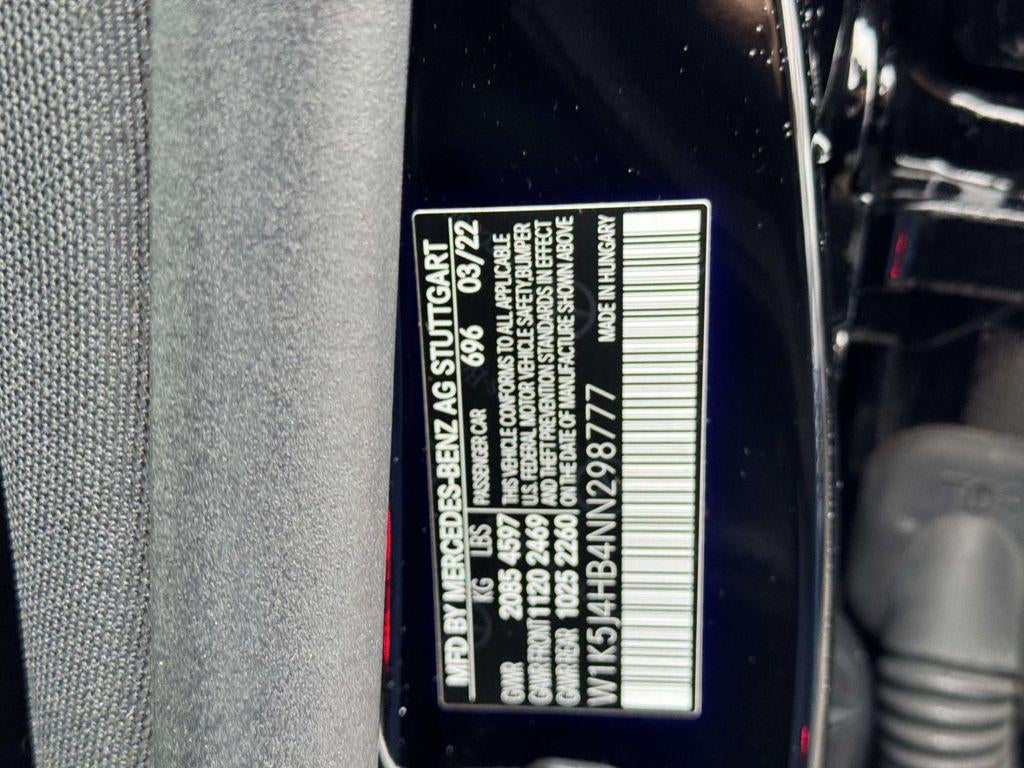 MFD BY MERCEDES-BENZ AG STUTTGART
KG LBS PASSENGER CAR 696 03/22
GVWR 2085 4597 THIS VEHICLE CONFORMS TO ALL APPLICABLE
GAWR FRONT 1120 2469 U.S. FEDERAL MOTOR VEHICLE SAFETY, BUMPER
GAWR REAR 1025 2260 AND THEFT PREVENTION STANDARDS IN EFFECT
ON THE DATE OF MANUFACTURE SHOWN ABOVE
W1K5J4HB4NN298777 MADE IN HUNGARY